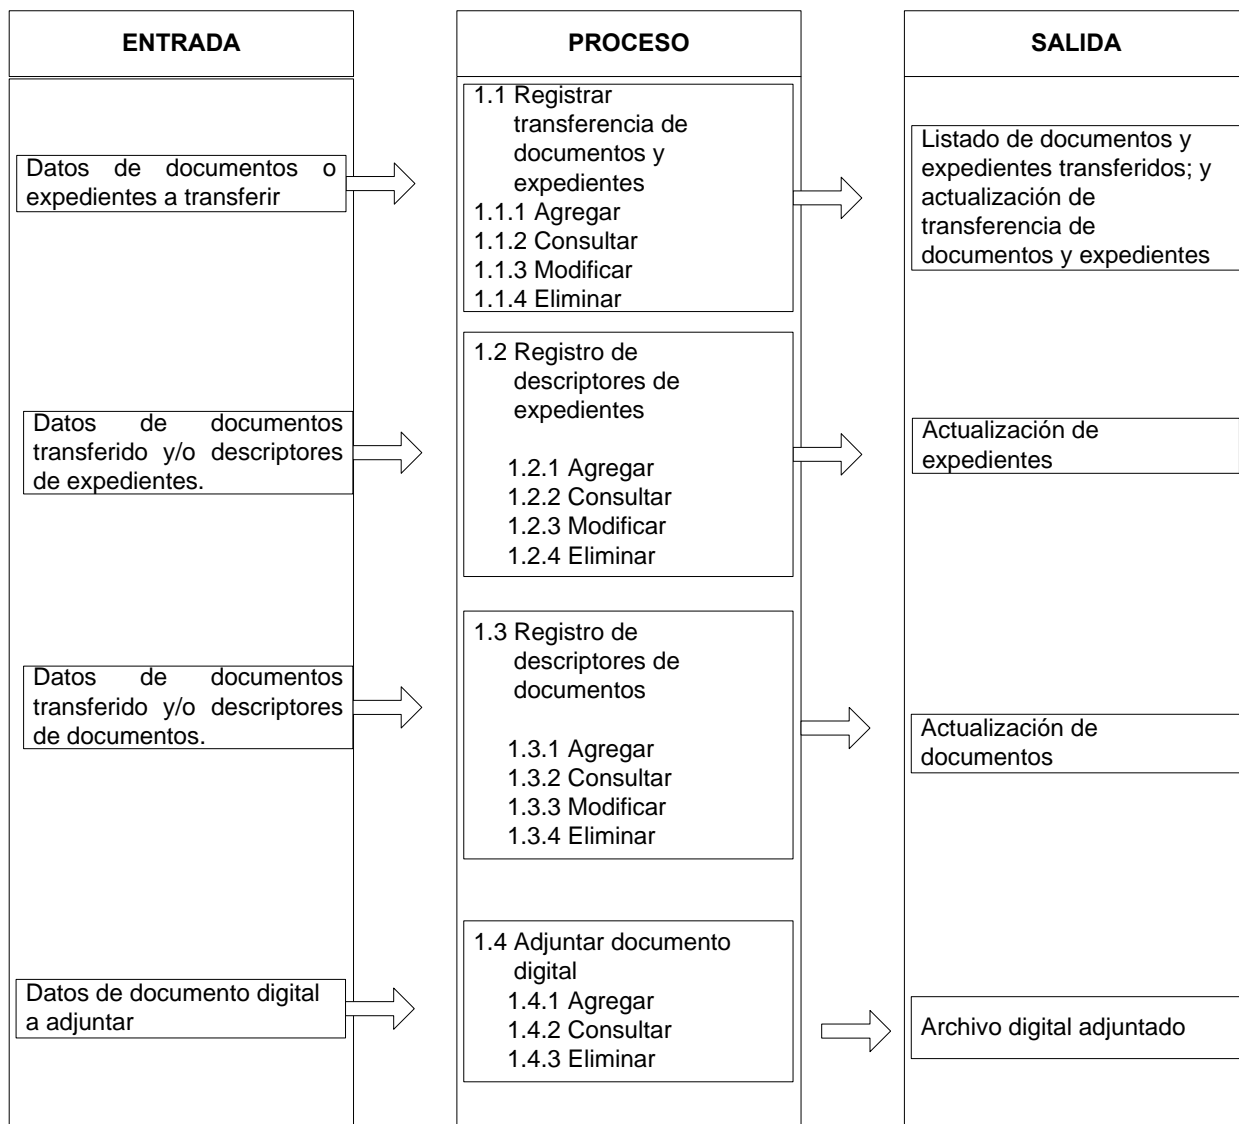 ENTRADA
PROCESO
SALIDA
Datos de documentos o
expedientes a transferir
1.1 Registrar
transferencia de
documentos y
expedientes
1.1.1 Agregar
1.1.2 Consultar
1.1.3 Modificar
1.1.4 Eliminar
Listado de documentos y
expedientes transferidos; y
actualización de
transferencia de
documentos y expedientes
Datos de documentos
transferido y/o descriptores
de expedientes.
1.2 Registro de
descriptores de
expedientes
1.2.1 Agregar
1.2.2 Consultar
1.2.3 Modificar
1.2.4 Eliminar
Actualización de
expedientes
Datos de documentos
transferido y/o descriptores
de documentos.
1.3 Registro de
descriptores de
documentos
1.3.1 Agregar
1.3.2 Consultar
1.3.3 Modificar
1.3.4 Eliminar
Actualización de
documentos
Datos de documento digital
a adjuntar
1.4 Adjuntar documento
digital
1.4.1 Agregar
1.4.2 Consultar
1.4.3 Eliminar
Archivo digital adjuntado